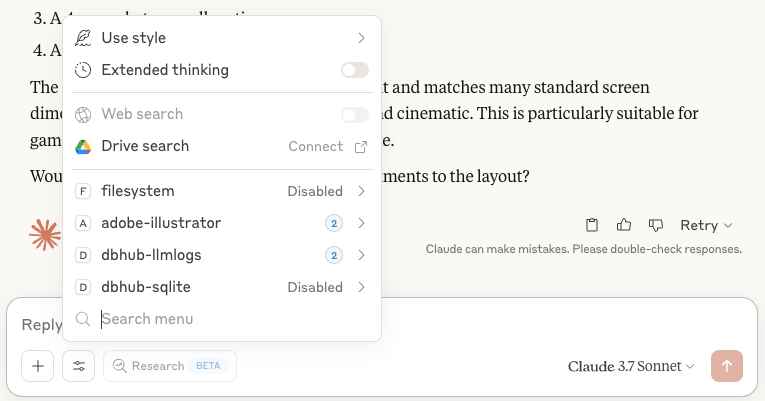 3. A
4. A
Use style
Extended thinking
The t and matches many standard screen
Web search
dime d cinematic. This is particularly suitable for
Drive search Connect
gam e.
Wou ments to the layout?
F filesystem Disabled
A adobe-illustrator 2
Retry
D dbhub-llmlogs 2
Claude can make mistakes. Please double-check responses.
D dbhub-sqlite Disabled
Search menu
Reply
Research BETA
Claude 3.7 Sonnet